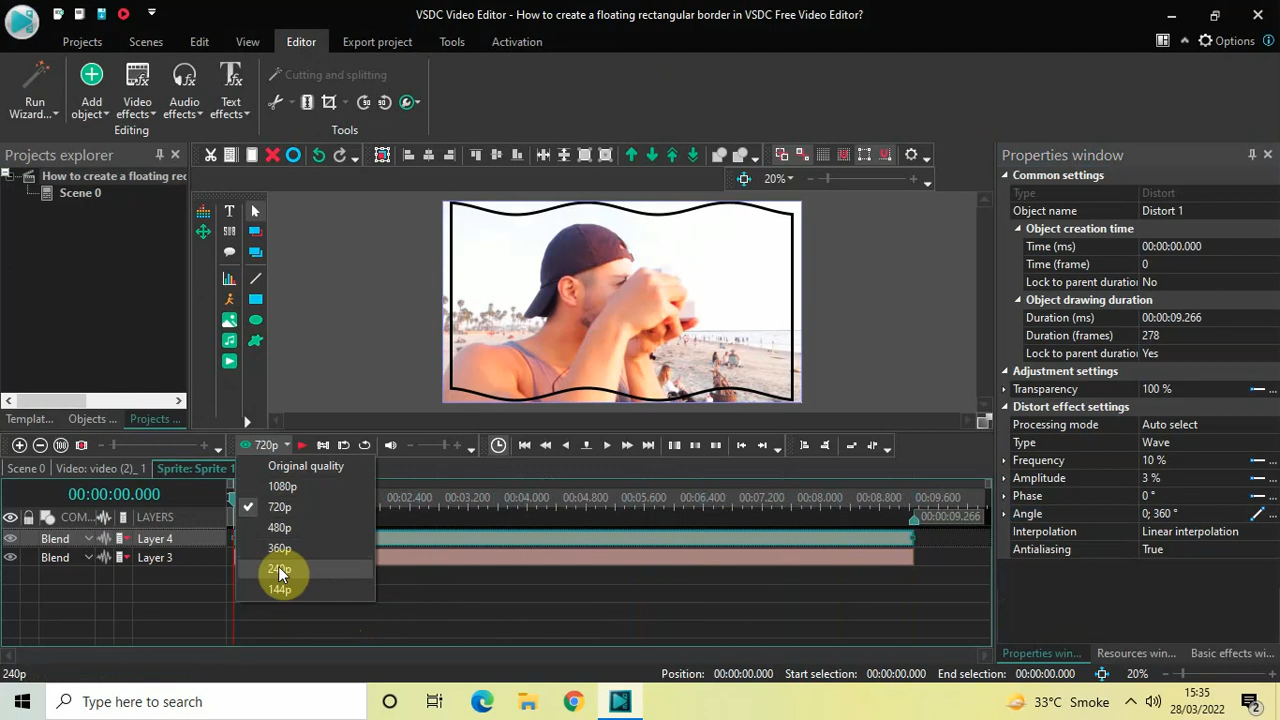 VSDC Video Editor - How to create a floating rectangular border in VSDC Free Video Editor?
Projects Scenes Edit View Editor Export project Tools Activation
Options
Run Wizard...
Add object
Video effects
Audio effects
Text effects
Editing
Cutting and splitting
Tools
Projects explorer
How to create a floating rec
Scene 0
Templat... Objects ... Projects ...
20%
Properties window
Common settings
Type Distort
Object name Distort 1
Object creation time
Time (ms) 00:00:00.000
Time (frame) 0
Lock to parent duration No
Object drawing duration
Duration (ms) 00:00:09.266
Duration (frames) 278
Lock to parent duration Yes
Adjustment settings
Transparency 100 %
Distort effect settings
Processing mode Auto select
Type Wave
Frequency 10 %
Amplitude 3 %
Phase 0 °
Angle 0; 360 °
Interpolation Linear interpolation
Antialiasing True
Properties win... Resources win... Basic effects wi...
720p
Scene 0 Video: video (2)_ 1 Sprite: Sprite 1
Original quality
1080p
720p
480p
360p
240p
144p
00:00:00.000
00:02.400 00:03.200 00:04.000 00:04.800 00:05.600 00:06.400 00:07.200 00:08.000 00:08.800 00:09.600
00:00:09.266
COM... LAYERS
Blend Layer 4
Blend Layer 3
240p
Position: 00:00:00.000 Start selection: 00:00:00.000 End selection: 00:00:00.000 20%
Type here to search
33°C Smoke
15:35
28/03/2022
2